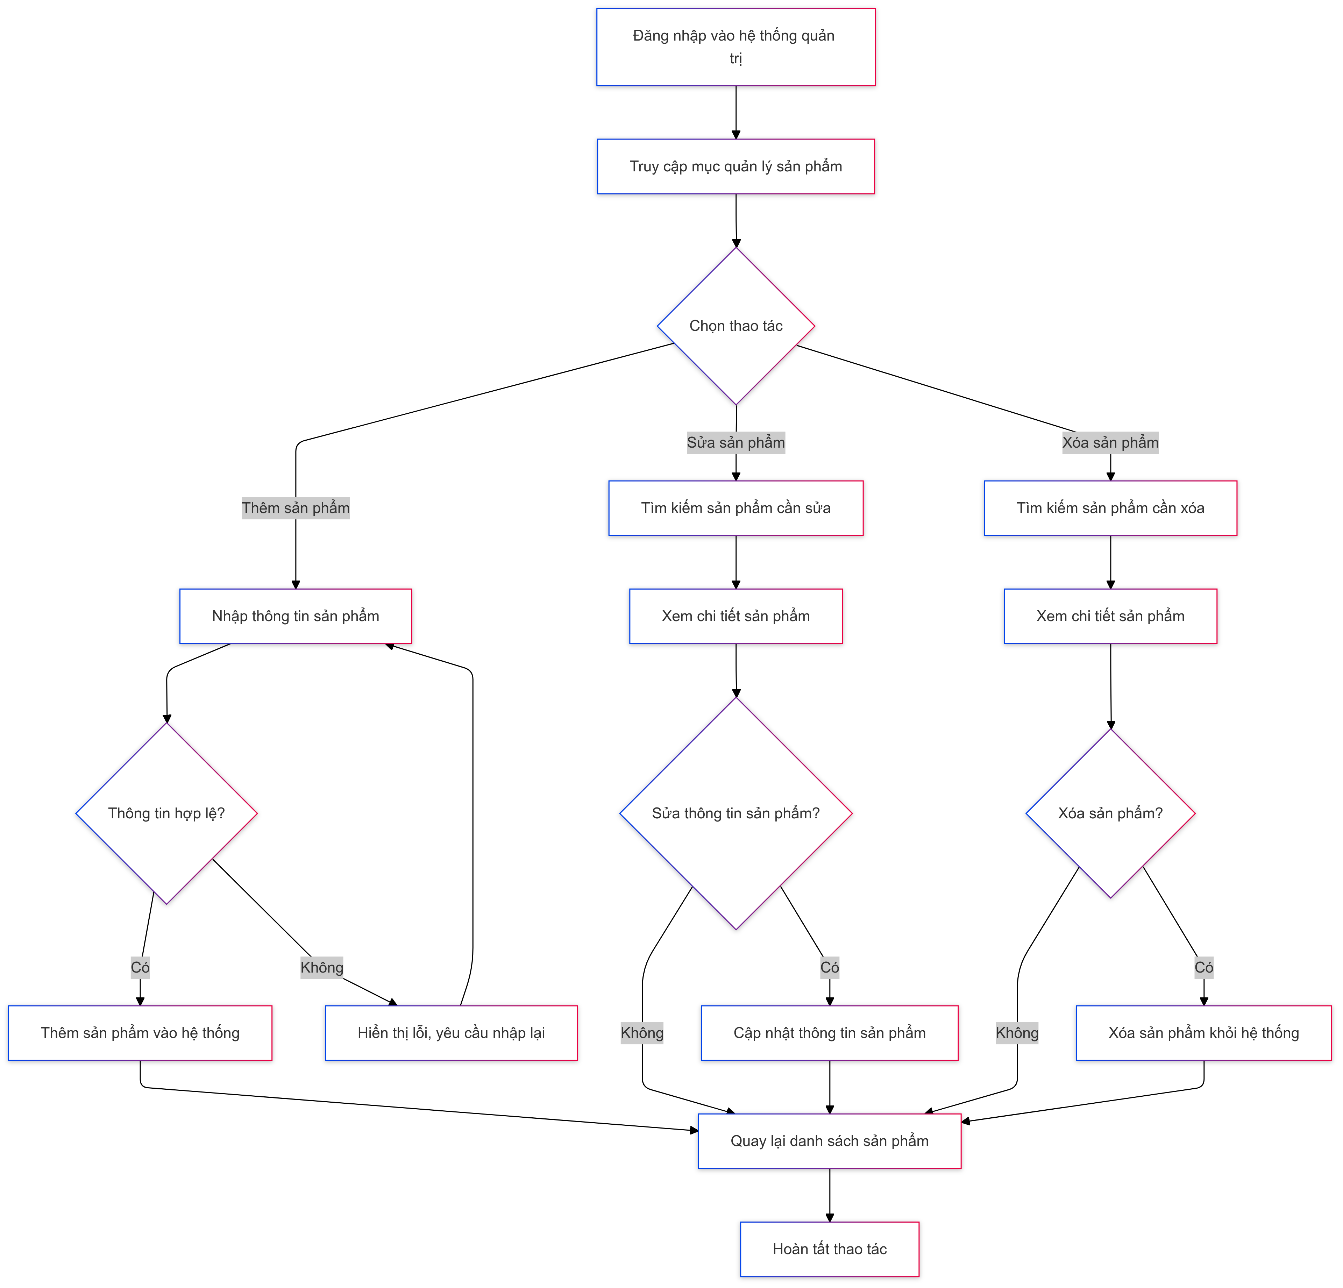 Đăng nhập vào hệ thống quản
trị
Truy cập mục quản lý sản phẩm
Chọn thao tác
Sửa sản phẩm
Xóa sản phẩm
Thêm sản phẩm
Tìm kiếm sản phẩm cần sửa
Tìm kiếm sản phẩm cần xóa
Nhập thông tin sản phẩm
Xem chi tiết sản phẩm
Xem chi tiết sản phẩm
Thông tin hợp lệ?
Sửa thông tin sản phẩm?
Xóa sản phẩm?
Có
Không
Có
Có
Thêm sản phẩm vào hệ thống
Hiển thị lỗi, yêu cầu nhập lại
Không
Cập nhật thông tin sản phẩm
Không
Xóa sản phẩm khỏi hệ thống
Quay lại danh sách sản phẩm
Hoàn tất thao tác